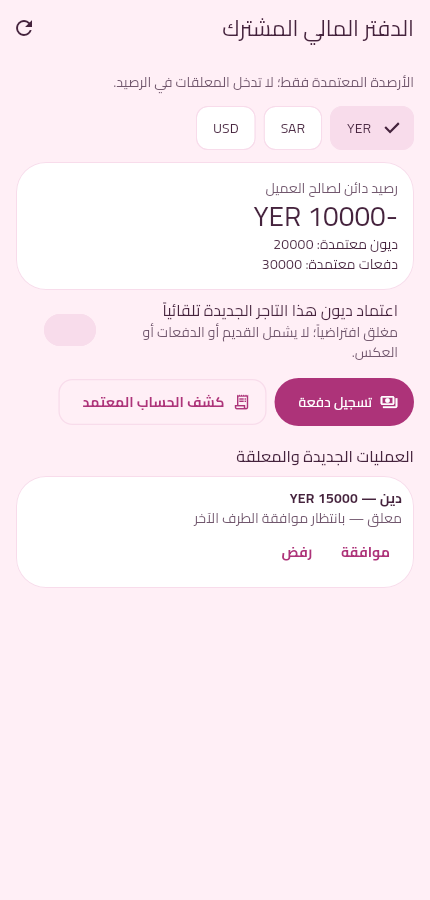 الدفتر المالي المشترك
الأرصدة المعتمدة فقط؛ لا تدخل المعلقات في الرصيد.
YER
SAR
USD
رصيد دائن لصالح العميل
YER 10000-
ديون معتمدة: 20000
دفعات معتمدة: 30000
اعتماد ديون هذا التاجر الجديدة تلقائياً
مغلق افتراضياً؛ لا يشمل القديم أو الدفعات أو
العكس.
تسجيل دفعة
كشف الحساب المعتمد
العمليات الجديدة والمعلقة
دين — YER 15000
معلق — بانتظار موافقة الطرف الآخر
موافقة
رفض